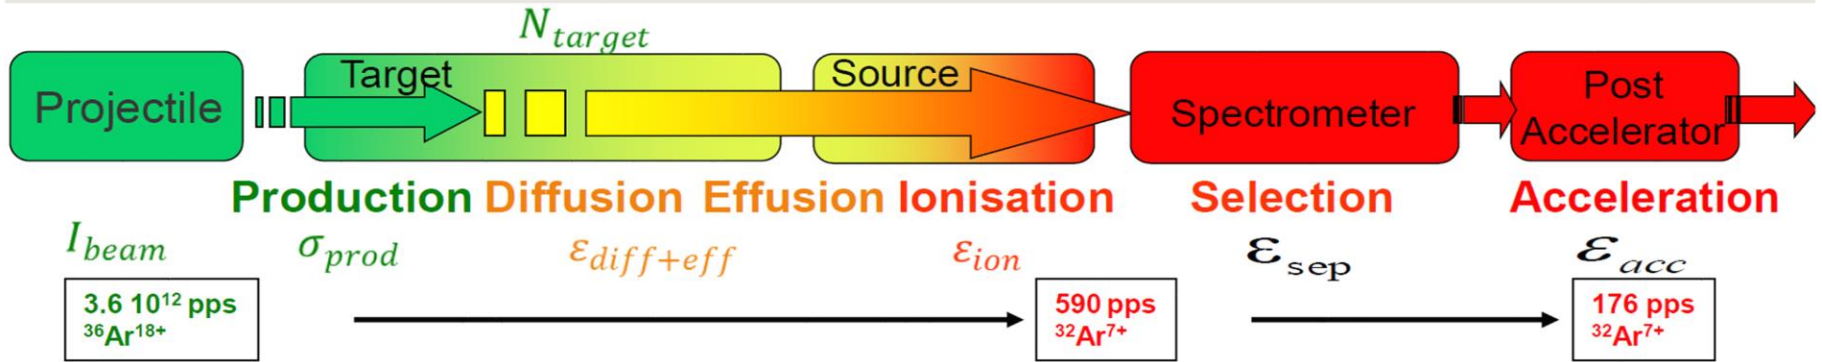 N_target
Projectile
Target
Source
Spectrometer
Post
Accelerator
Production Diffusion Effusion Ionisation Selection Acceleration
I_beam σ_prod ε_diff+eff ε_ion ε_sep ε_acc
3.6 10¹² pps
³⁶Ar¹⁸⁺
590 pps
³²Ar⁷⁺
176 pps
³²Ar⁷⁺